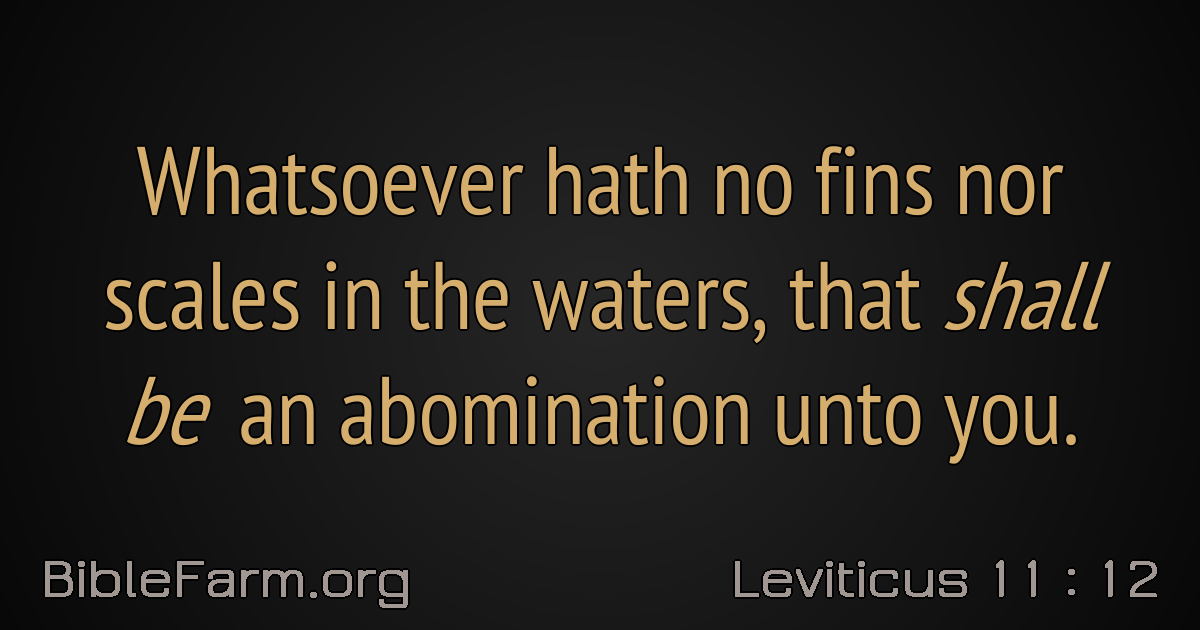 Whatsoever hath no fins nor
scales in the waters, that shall
be an abomination unto you.
BibleFarm.org
Leviticus 11 : 12